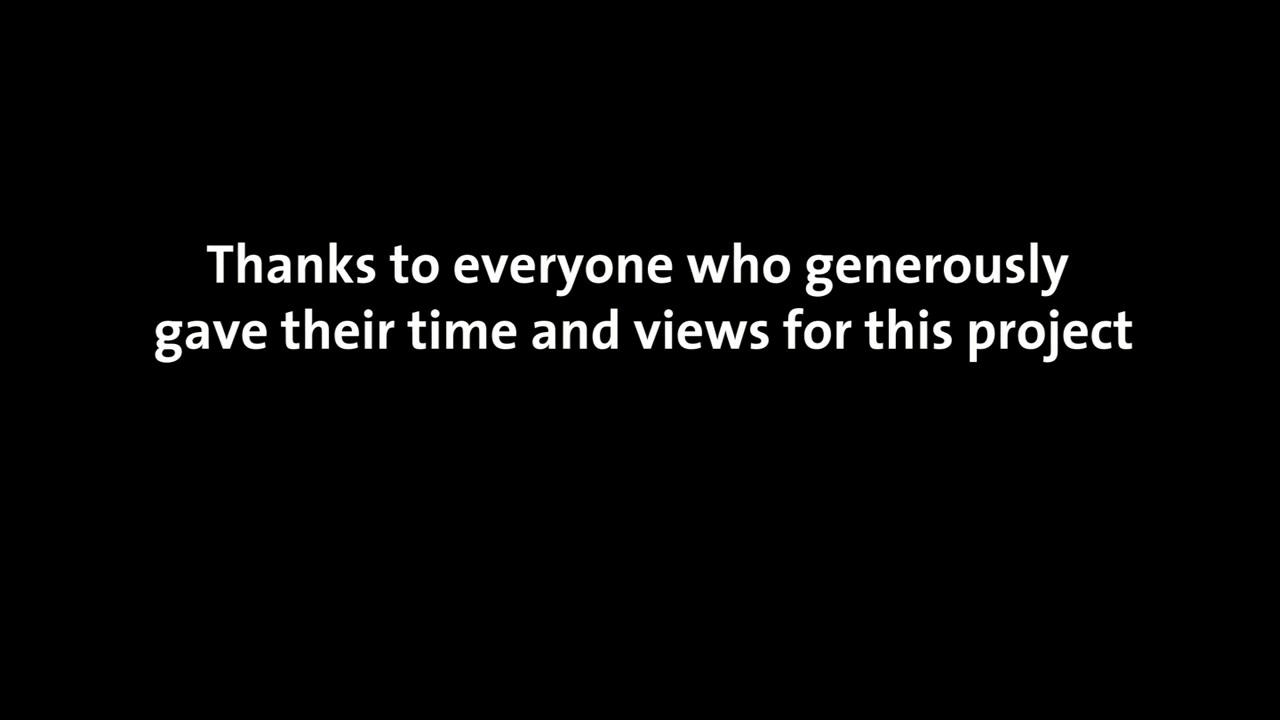 Thanks to everyone who generously
gave their time and views for this project